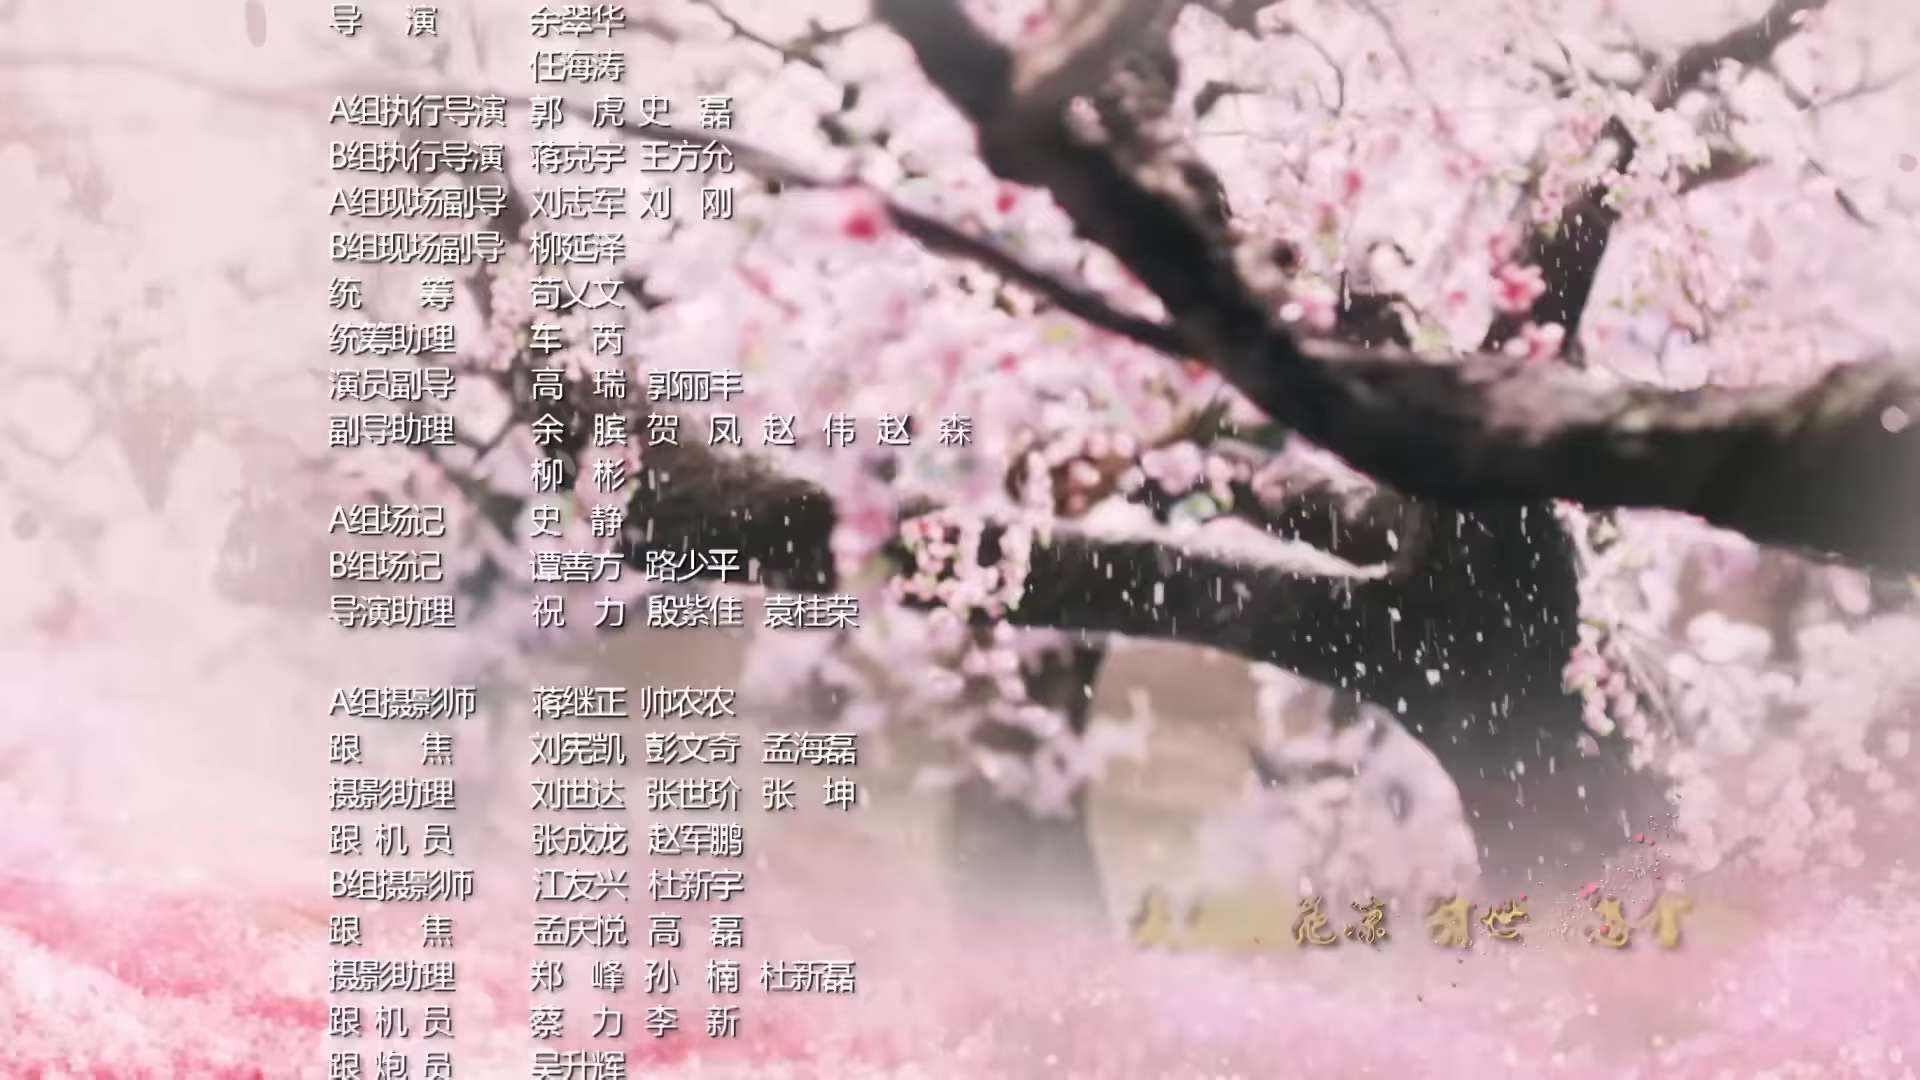 导 演 余翠华
任海涛
A组执行导演 郭 虎 史 磊
B组执行导演 蒋克宇 王方允
A组现场副导 刘志军 刘 刚
B组现场副导 柳延泽
统 筹 苟乂文
统筹助理 车 芮
演员副导 高 瑞 郭丽丰
副导助理 余 膑 贺 凤 赵 伟 赵 森
柳 彬
A组场记 史 静
B组场记 谭善方 路少平
导演助理 祝 力 殷紫佳 袁桂荣
A组摄影师 蒋继正 帅农农
跟 焦 刘宪凯 彭文奇 孟海磊
摄影助理 刘世达 张世玠 张 坤
跟 机 员 张成龙 赵军鹏
B组摄影师 江友兴 杜新宇
跟 焦 孟庆悦 高 磊
摄影助理 郑 峰 孙 楠 杜新磊
跟 机 员 蔡 力 李 新
跟 炮 员 吴升辉
花凉 世